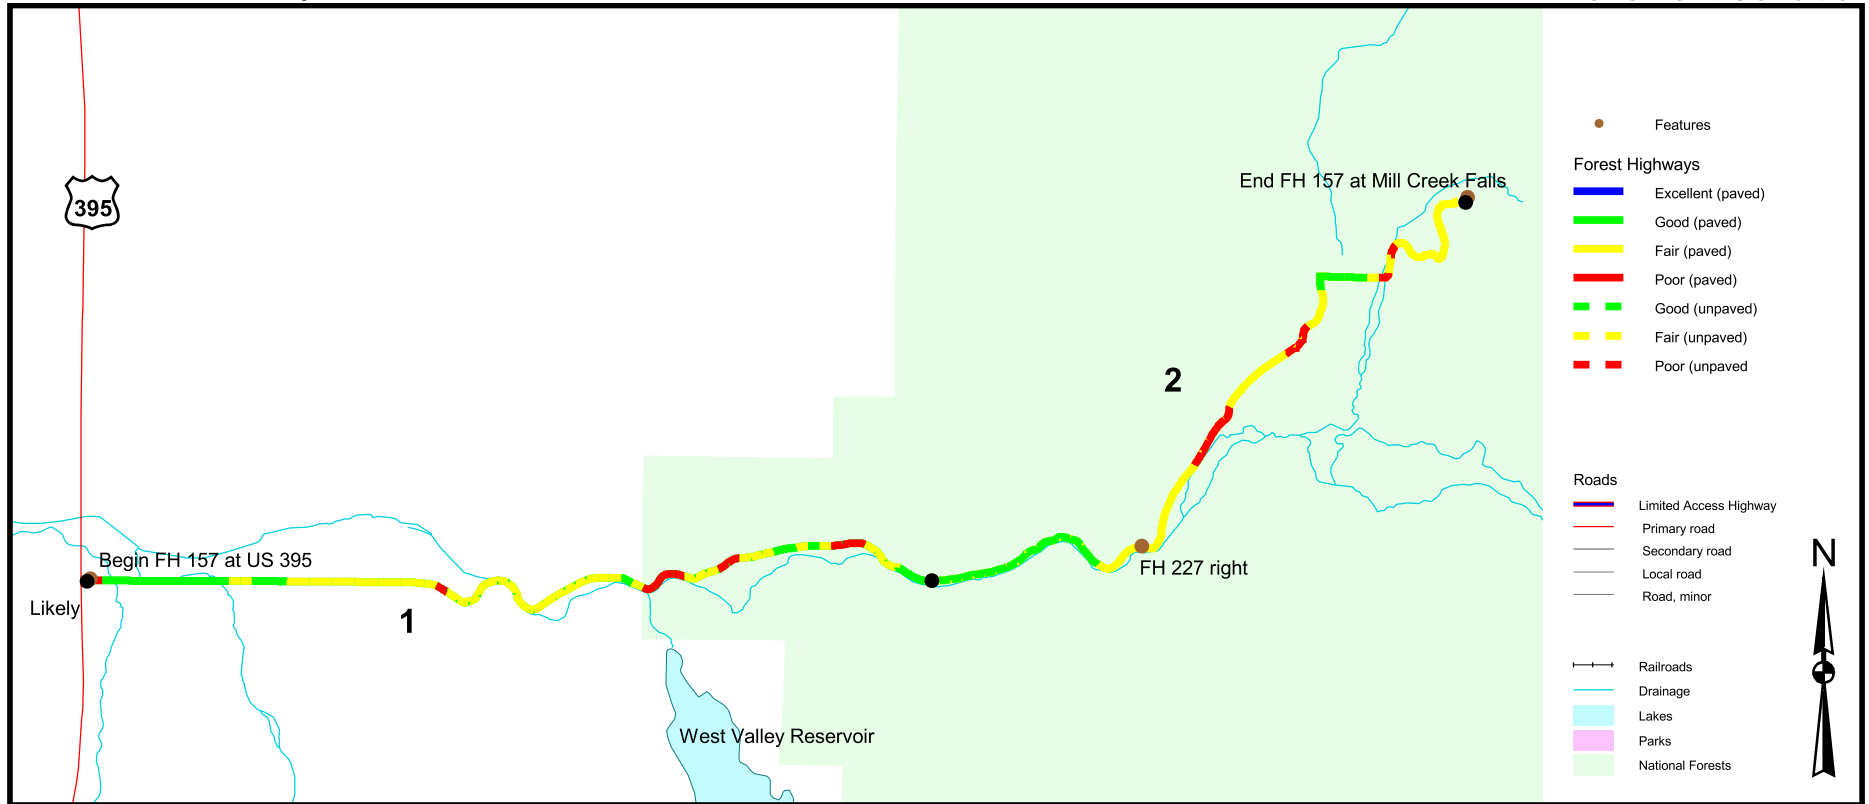 End FH 157 at Mill Creek Falls
395
2
Begin FH 157 at US 395
FH 227 right
Likely
1
West Valley Reservoir
Features
Forest Highways
Excellent (paved)
Good (paved)
Fair (paved)
Poor (paved)
Good (unpaved)
Fair (unpaved)
Poor (unpaved
Roads
Limited Access Highway
Primary road
Secondary road
Local road
Road, minor
Railroads
Drainage
Lakes
Parks
National Forests
N